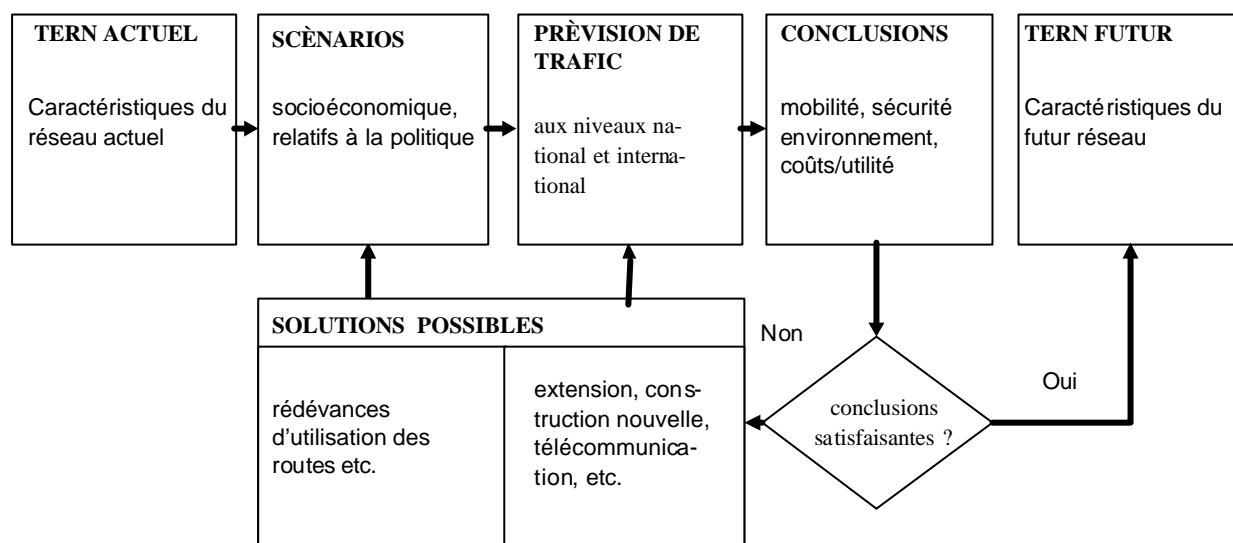 TERN ACTUEL
Caractéristiques du
réseau actuel
SCÈNARIOS
socioéconomique,
relatifs à la politique
PRÈVISION DE
TRAFIC
aux niveaux na-
tional et interna-
tional
CONCLUSIONS
mobilité, sécurité
environnement,
coûts/utilité
TERN FUTUR
Caractéristiques du
futur réseau
SOLUTIONS POSSIBLES
rédévances
d'utilisation des
routes etc.
extension, cons-
truction nouvelle,
télécommunica-
tion, etc.
Non
conclusions
satisfaisantes ?
Oui